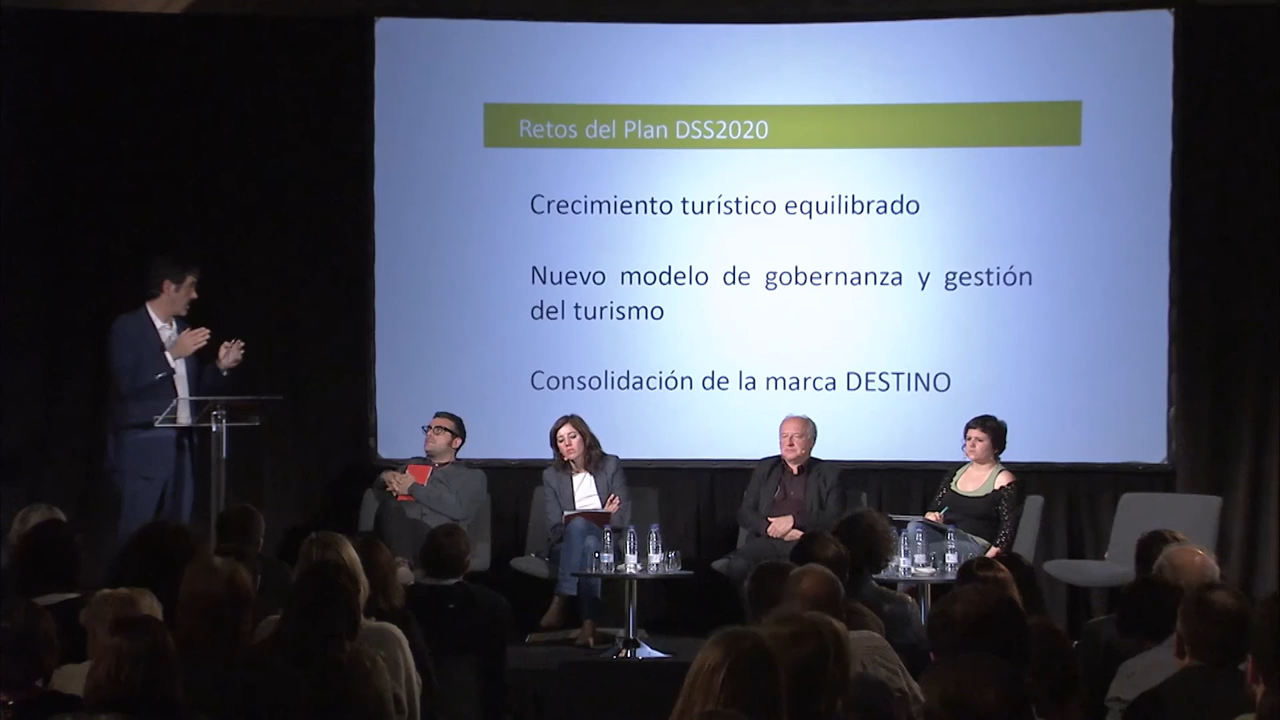 Retos del Plan DSS2020
Crecimiento turístico equilibrado
Nuevo modelo de gobernanza y gestión
del turismo
Consolidación de la marca DESTINO